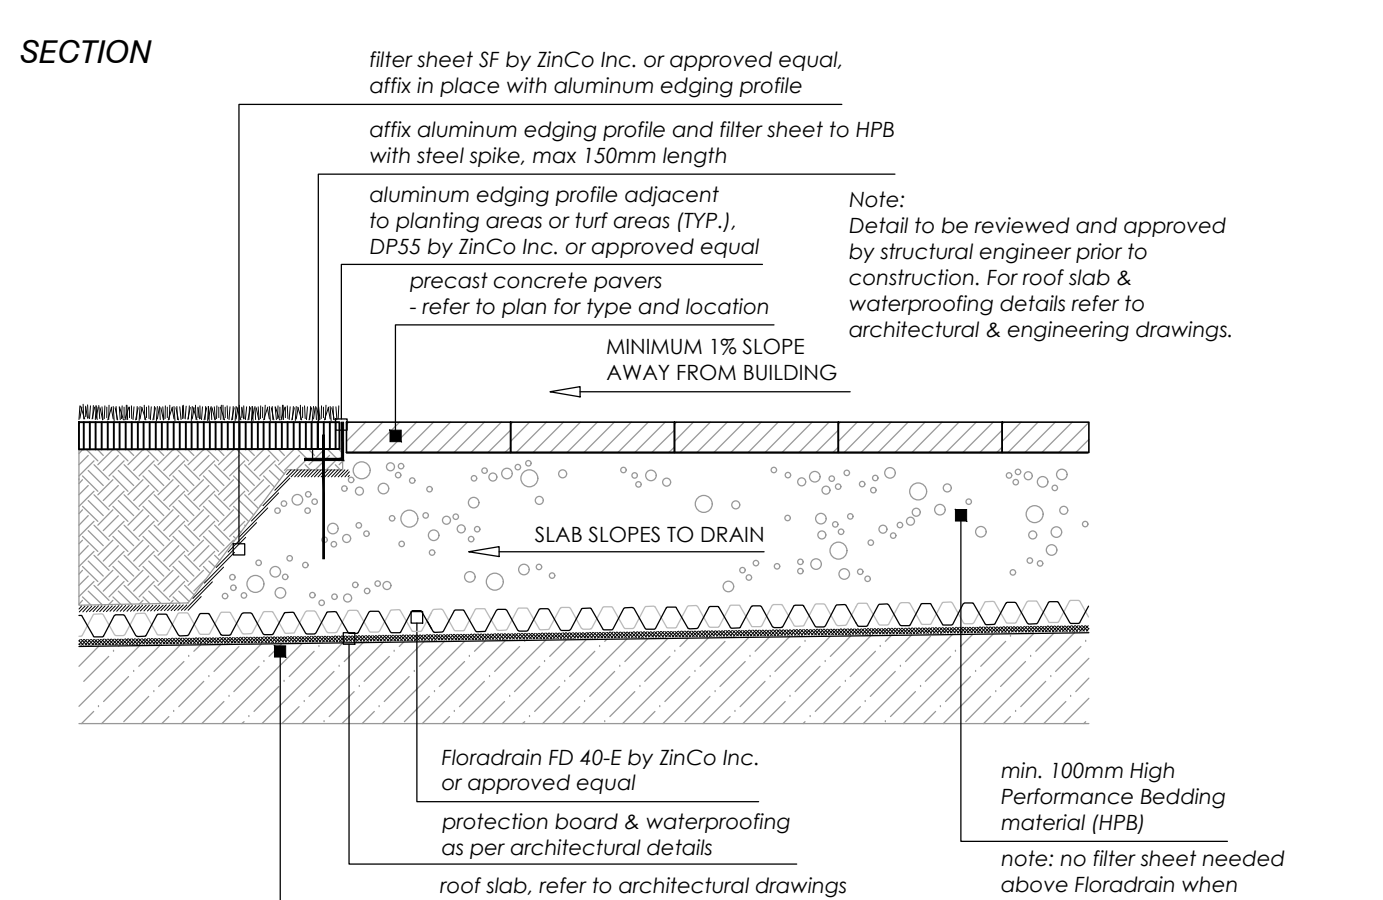 SECTION
filter sheet SF by ZinCo Inc. or approved equal,
affix in place with aluminum edging profile
affix aluminum edging profile and filter sheet to HPB
with steel spike, max 150mm length
aluminum edging profile adjacent
to planting areas or turf areas (TYP.),
DP55 by ZinCo Inc. or approved equal
precast concrete pavers
- refer to plan for type and location
Note:
Detail to be reviewed and approved
by structural engineer prior to
construction. For roof slab &
waterproofing details refer to
architectural & engineering drawings.
MINIMUM 1% SLOPE
AWAY FROM BUILDING
SLAB SLOPES TO DRAIN
Floradrain FD 40-E by ZinCo Inc.
or approved equal
protection board & waterproofing
as per architectural details
roof slab, refer to architectural drawings
min. 100mm High
Performance Bedding
material (HPB)
note: no filter sheet needed
above Floradrain when